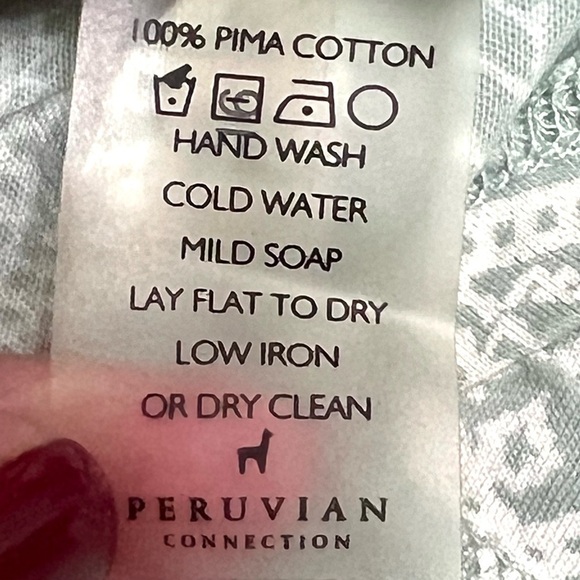 100% PIMA COTTON
HAND WASH
COLD WATER
MILD SOAP
LAY FLAT TO DRY
LOW IRON
OR DRY CLEAN
PERUVIAN
CONNECTION